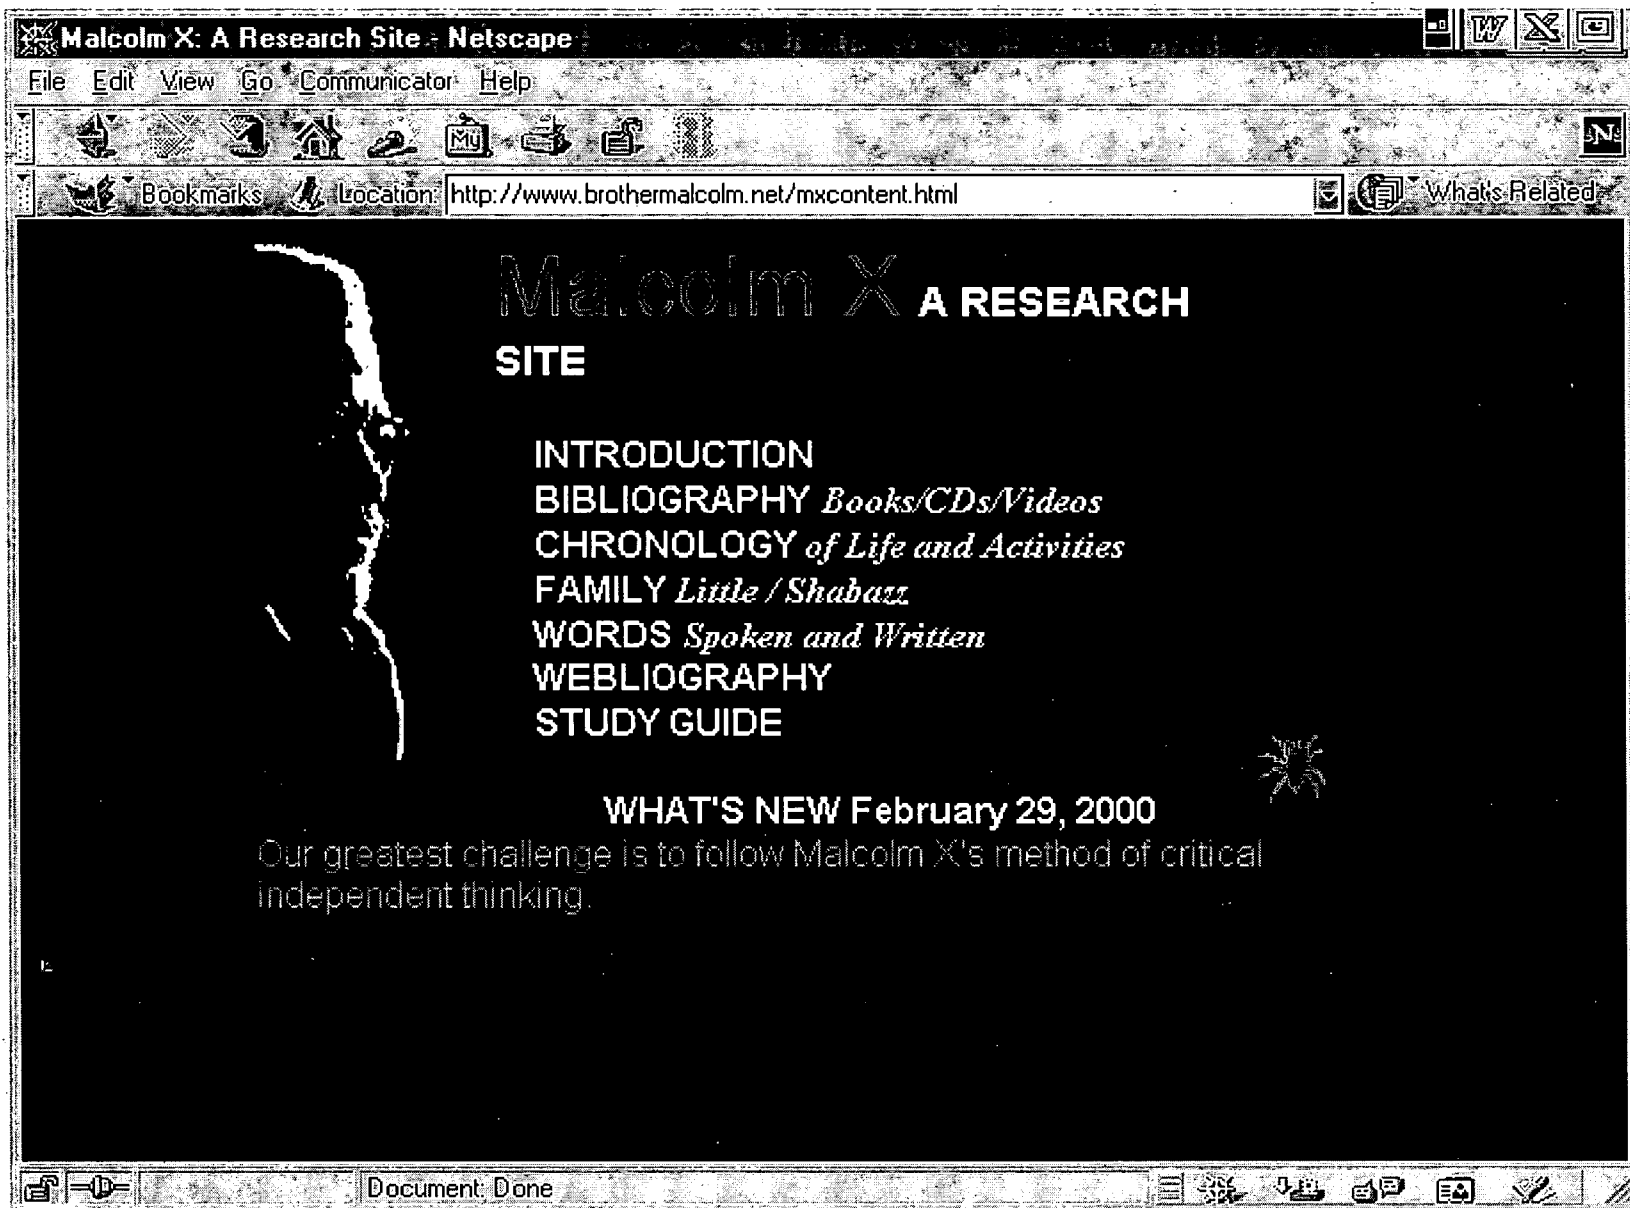 Malcolm X: A Research Site - Netscape
W X
File Edit View Go Communicator Help
My
N
Bookmarks Location: http://www.brothermalcolm.net/mxcontent.html What's Related
Malcolm X A RESEARCH
SITE
INTRODUCTION
BIBLIOGRAPHY Books/CDs/Videos
CHRONOLOGY of Life and Activities
FAMILY Little / Shabazz
WORDS Spoken and Written
WEBLIOGRAPHY
STUDY GUIDE
WHAT'S NEW February 29, 2000
Our greatest challenge is to follow Malcolm X's method of critical
independent thinking.
Document: Done